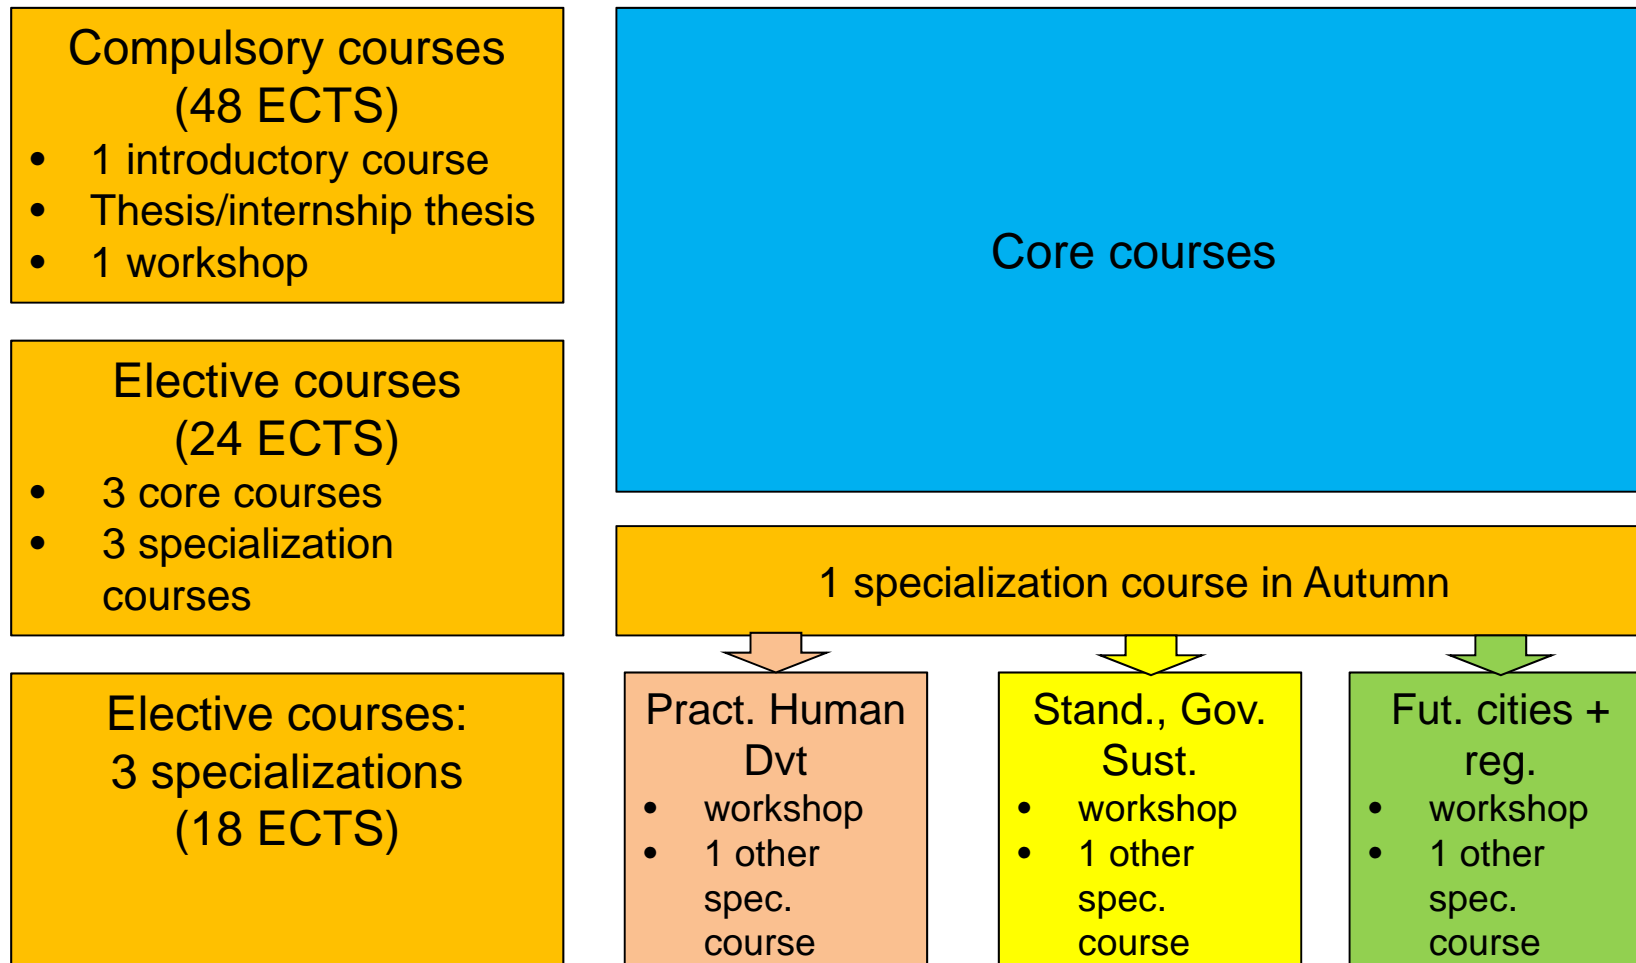 Compulsory courses
(48 ECTS)
• 1 introductory course
• Thesis/internship thesis
• 1 workshop
Elective courses
(24 ECTS)
• 3 core courses
• 3 specialization
courses
Elective courses:
3 specializations
(18 ECTS)
Core courses
1 specialization course in Autumn
Pract. Human
Dvt
• workshop
• 1 other
spec.
course
Stand., Gov.
Sust.
• workshop
• 1 other
spec.
course
Fut. cities +
reg.
• workshop
• 1 other
spec.
course